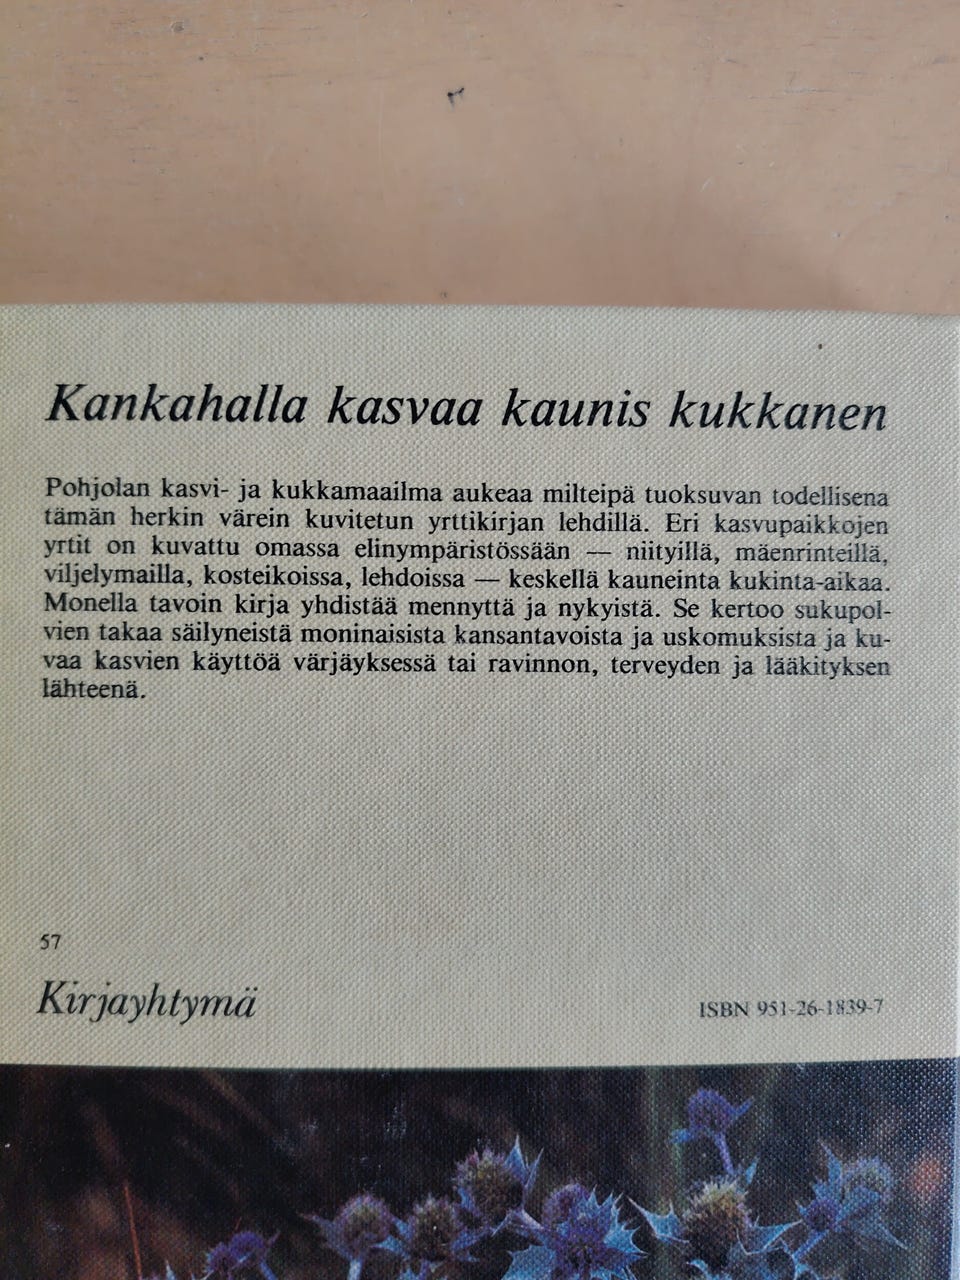 Kankahalla kasvaa kaunis kukkanen
Pohjolan kasvi- ja kukkamaailma aukeaa milteipä tuoksuvan todellisena
tämän herkin värein kuvitetun yrttikirjan lehdillä. Eri kasvupaikkojen
yrtit on kuvattu omassa elinympäristössään — niityillä, mäenrinteillä,
viljelymailla, kosteikoissa, lehdoissa — keskellä kauneinta kukinta-aikaa.
Monella tavoin kirja yhdistää mennyttä ja nykyistä. Se kertoo sukupol-
vien takaa säilyneistä moninaisista kansantavoista ja uskomuksista ja ku-
vaa kasvien käyttöä värjäyksessä tai ravinnon, terveyden ja lääkityksen
lähteenä.
57
Kirjayhtymä
ISBN 951-26-1839-7